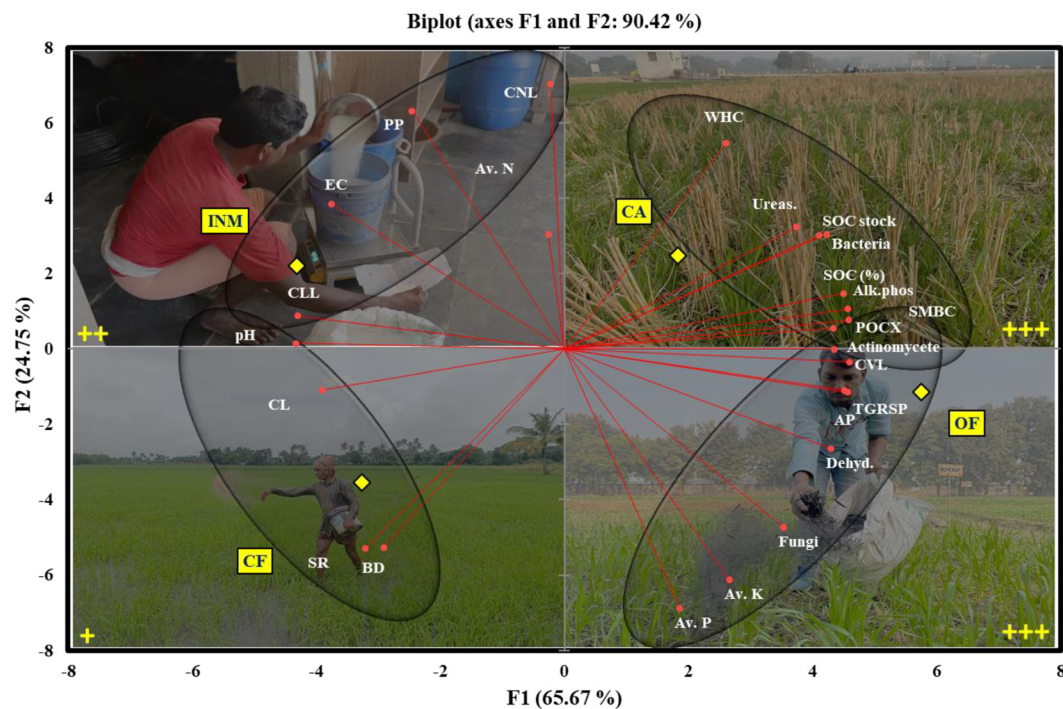 Biplot (axes F1 and F2: 90.42 %)
8
6
4
2
0
-2
-4
-6
-8
F2 (24.75 %)
CNL
PP
Av. N
EC
INM
CLL
++
pH
WHC
CA
Ureas.
SOC stock
Bacteria
SOC (%)
Alk.phos
SMBC
POCX
+++
Actinomycete
CVL
CL
CF
SR
BD
+
TGRSP
AP
OF
Dehyd.
Fungi
Av. K
Av. P
+++
-8
-6
-4
-2
0
2
4
6
8
F1 (65.67 %)